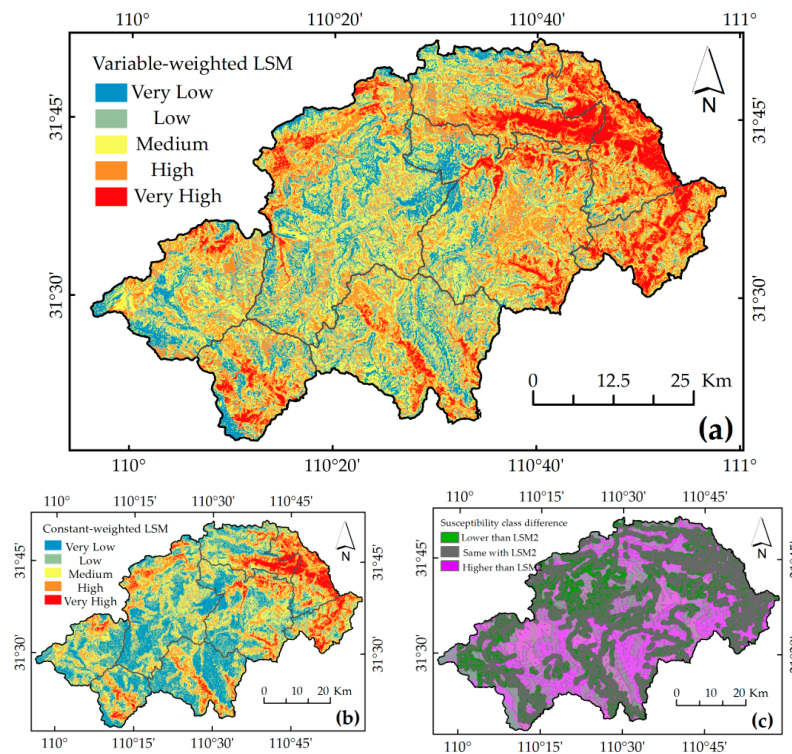 110° 110°20' 110°40' 111°
Variable-weighted LSM
Very Low
Low
Medium
High
Very High
N
31°45' 31°45'
31°30' 31°30'
0 12.5 25 Km
(a)
110° 110°20' 110°40' 111°
110° 110°15' 110°30' 110°45'
Constant-weighted LSM
Very Low
Low
Medium
High
Very High
N
31°45' 31°45'
31°30' 31°30'
0 10 20 Km
(b)
110° 110°15' 110°30' 110°45'
110° 110°15' 110°30' 110°45'
Susceptibility class difference
Lower than LSM2
Same with LSM2
Higher than LSM
N
31°45' 31°45'
31°30'
0 10 20 Km
(c)
110° 110°15' 110°30' 110°45'